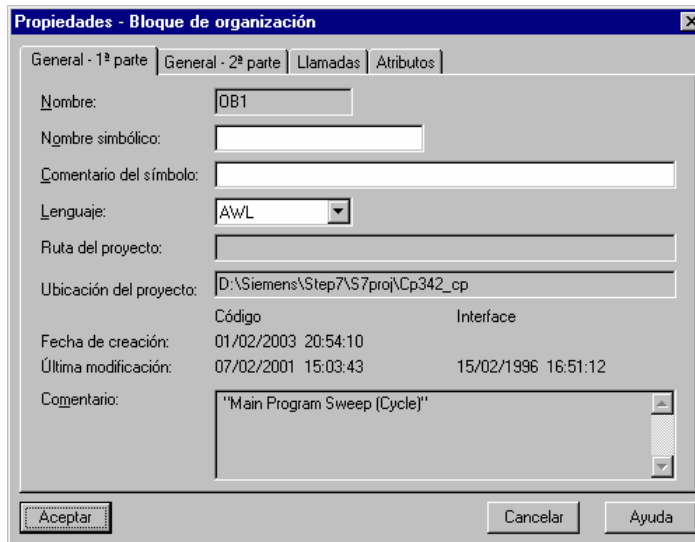 Propiedades - Bloque de organización
General - 1ª parte General - 2ª parte Llamadas Atributos
Nombre: OB1
Nombre simbólico:
Comentario del símbolo:
Lenguaje: AWL
Ruta del proyecto:
Ubicación del proyecto: D:\Siemens\Step7\S7proj\Cp342_cp
Código Interface
Fecha de creación: 01/02/2003 20:54:10
Última modificación: 07/02/2001 15:03:43 15/02/1996 16:51:12
Comentario: "Main Program Sweep (Cycle)"
Aceptar Cancelar Ayuda